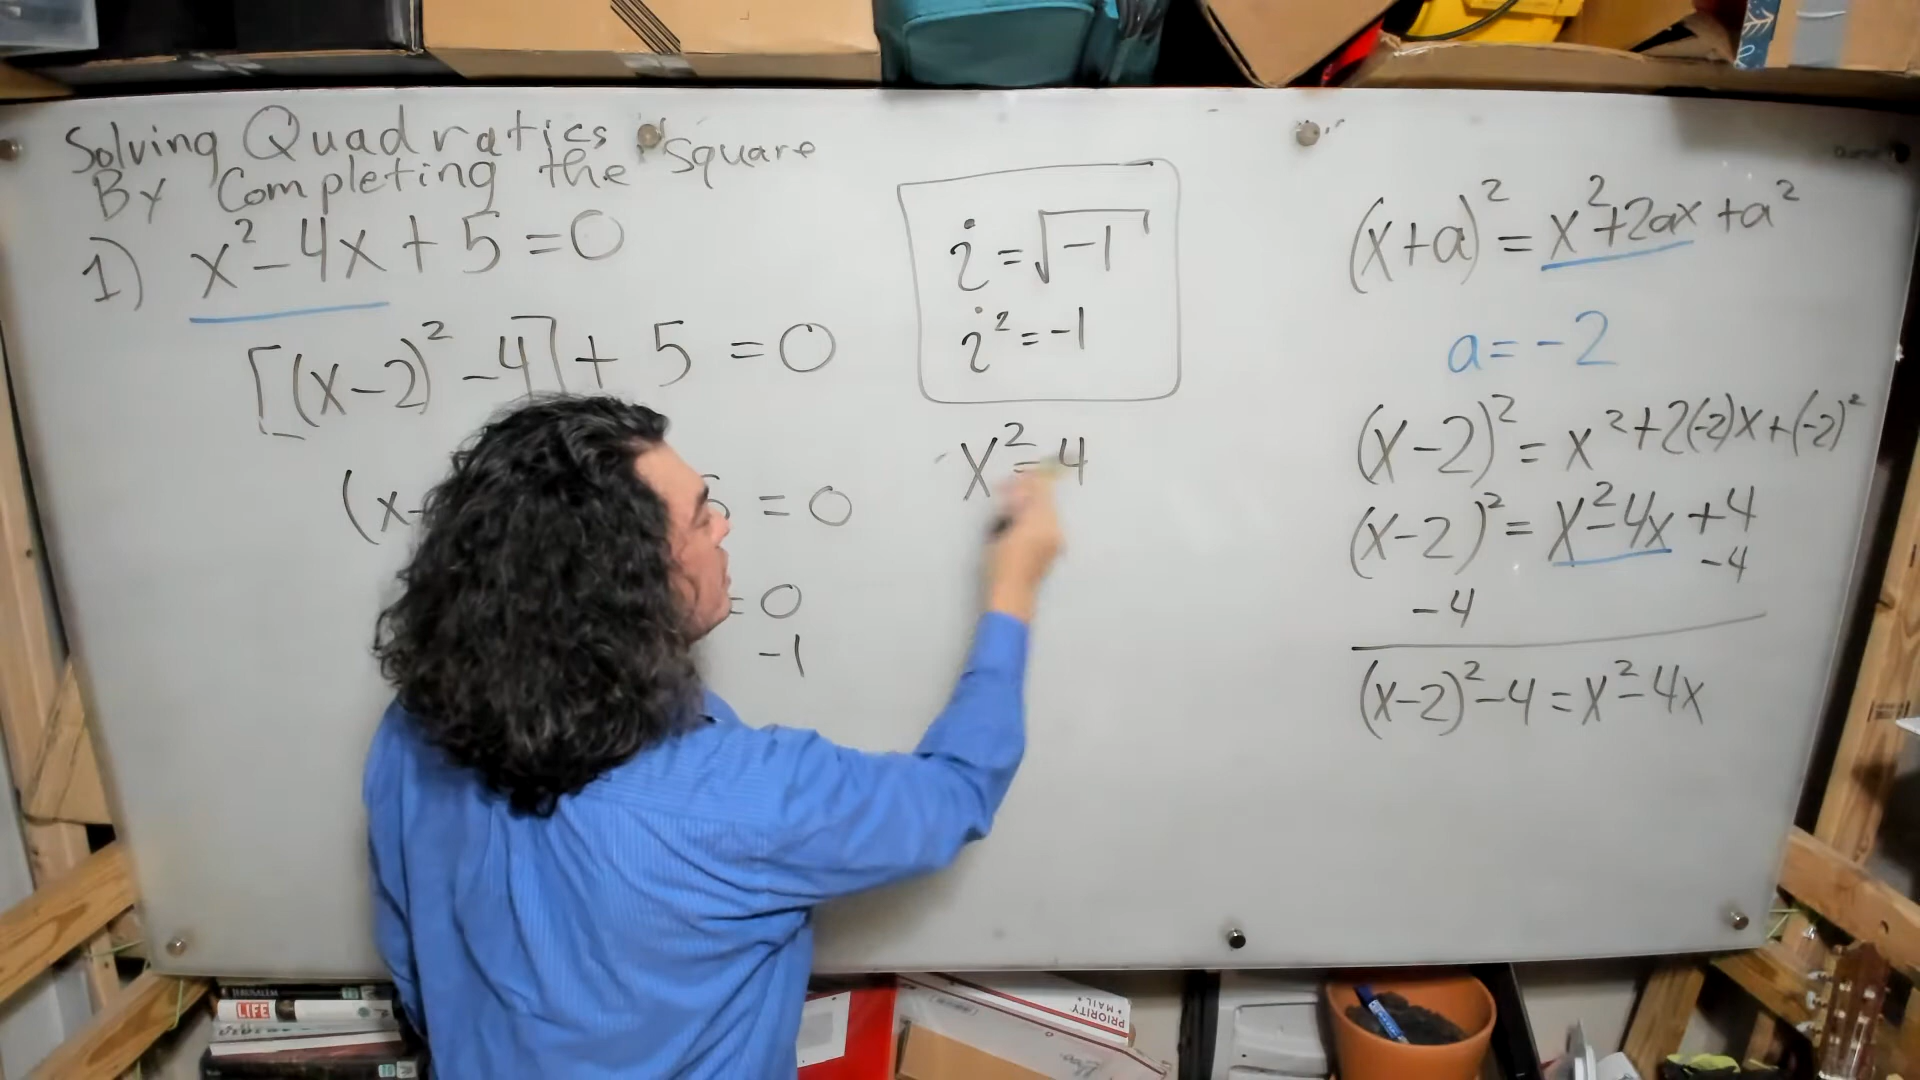 Solving Quadratics
By Completing the Square
1) x² - 4x + 5 = 0
[(x-2)² - 4] + 5 = 0
(x- = 0
= 0
-1
i = √-1
i² = -1
x² - 4
(x+a)² = x² + 2ax + a²
a = -2
(x-2)² = x² + 2(-2)x + (-2)²
(x-2)² = x² - 4x + 4
-4 -4
(x-2)² - 4 = x² - 4x
JERUSALEM
LIFE
PRIORITY
MAIL